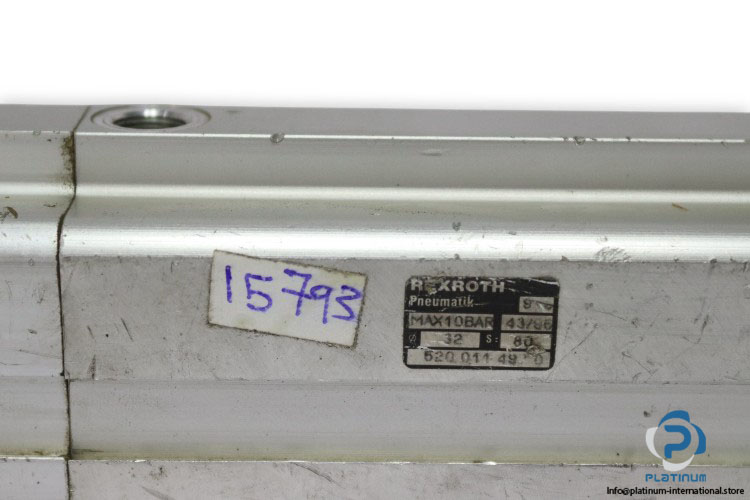 15793
REXROTH
Pneumatik
MAX10BAR 43/96
Ø 32 S: 80
520 011 49 0
PLATINUM
Info@platinum-international.store